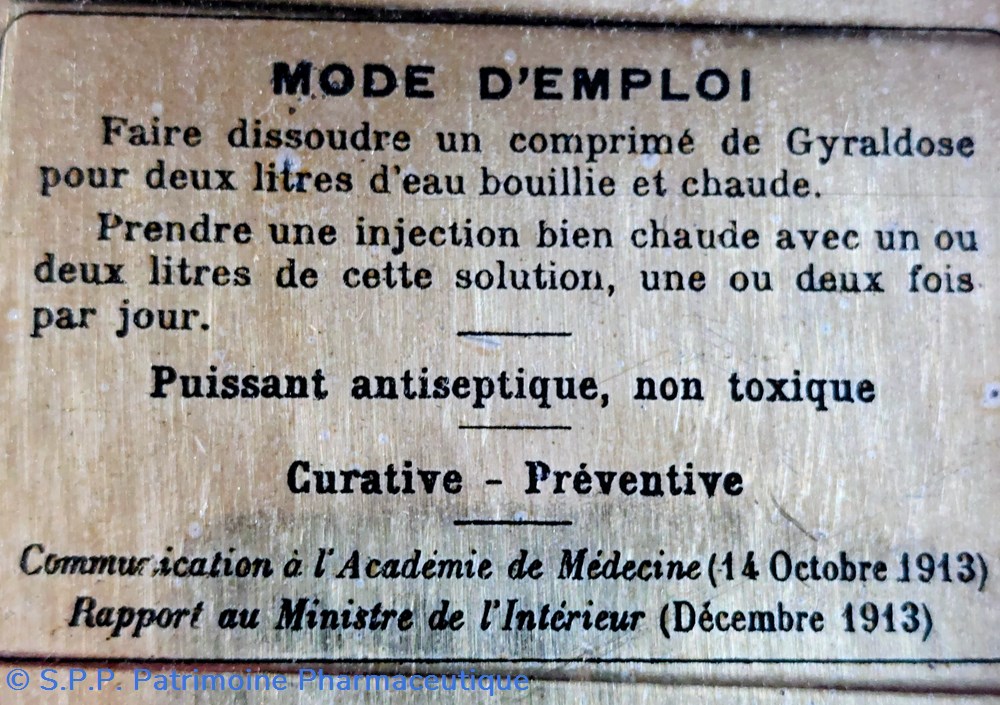 MODE D'EMPLOI
Faire dissoudre un comprimé de Gyraldose
pour deux litres d'eau bouillie et chaude.
Prendre une injection bien chaude avec un ou
deux litres de cette solution, une ou deux fois
par jour.
Puissant antiseptique, non toxique
Curative - Préventive
Communication à l'Académie de Médecine (14 Octobre 1913)
Rapport au Ministre de l'Intérieur (Décembre 1913)
© S.P.P. Patrimoine Pharmaceutique